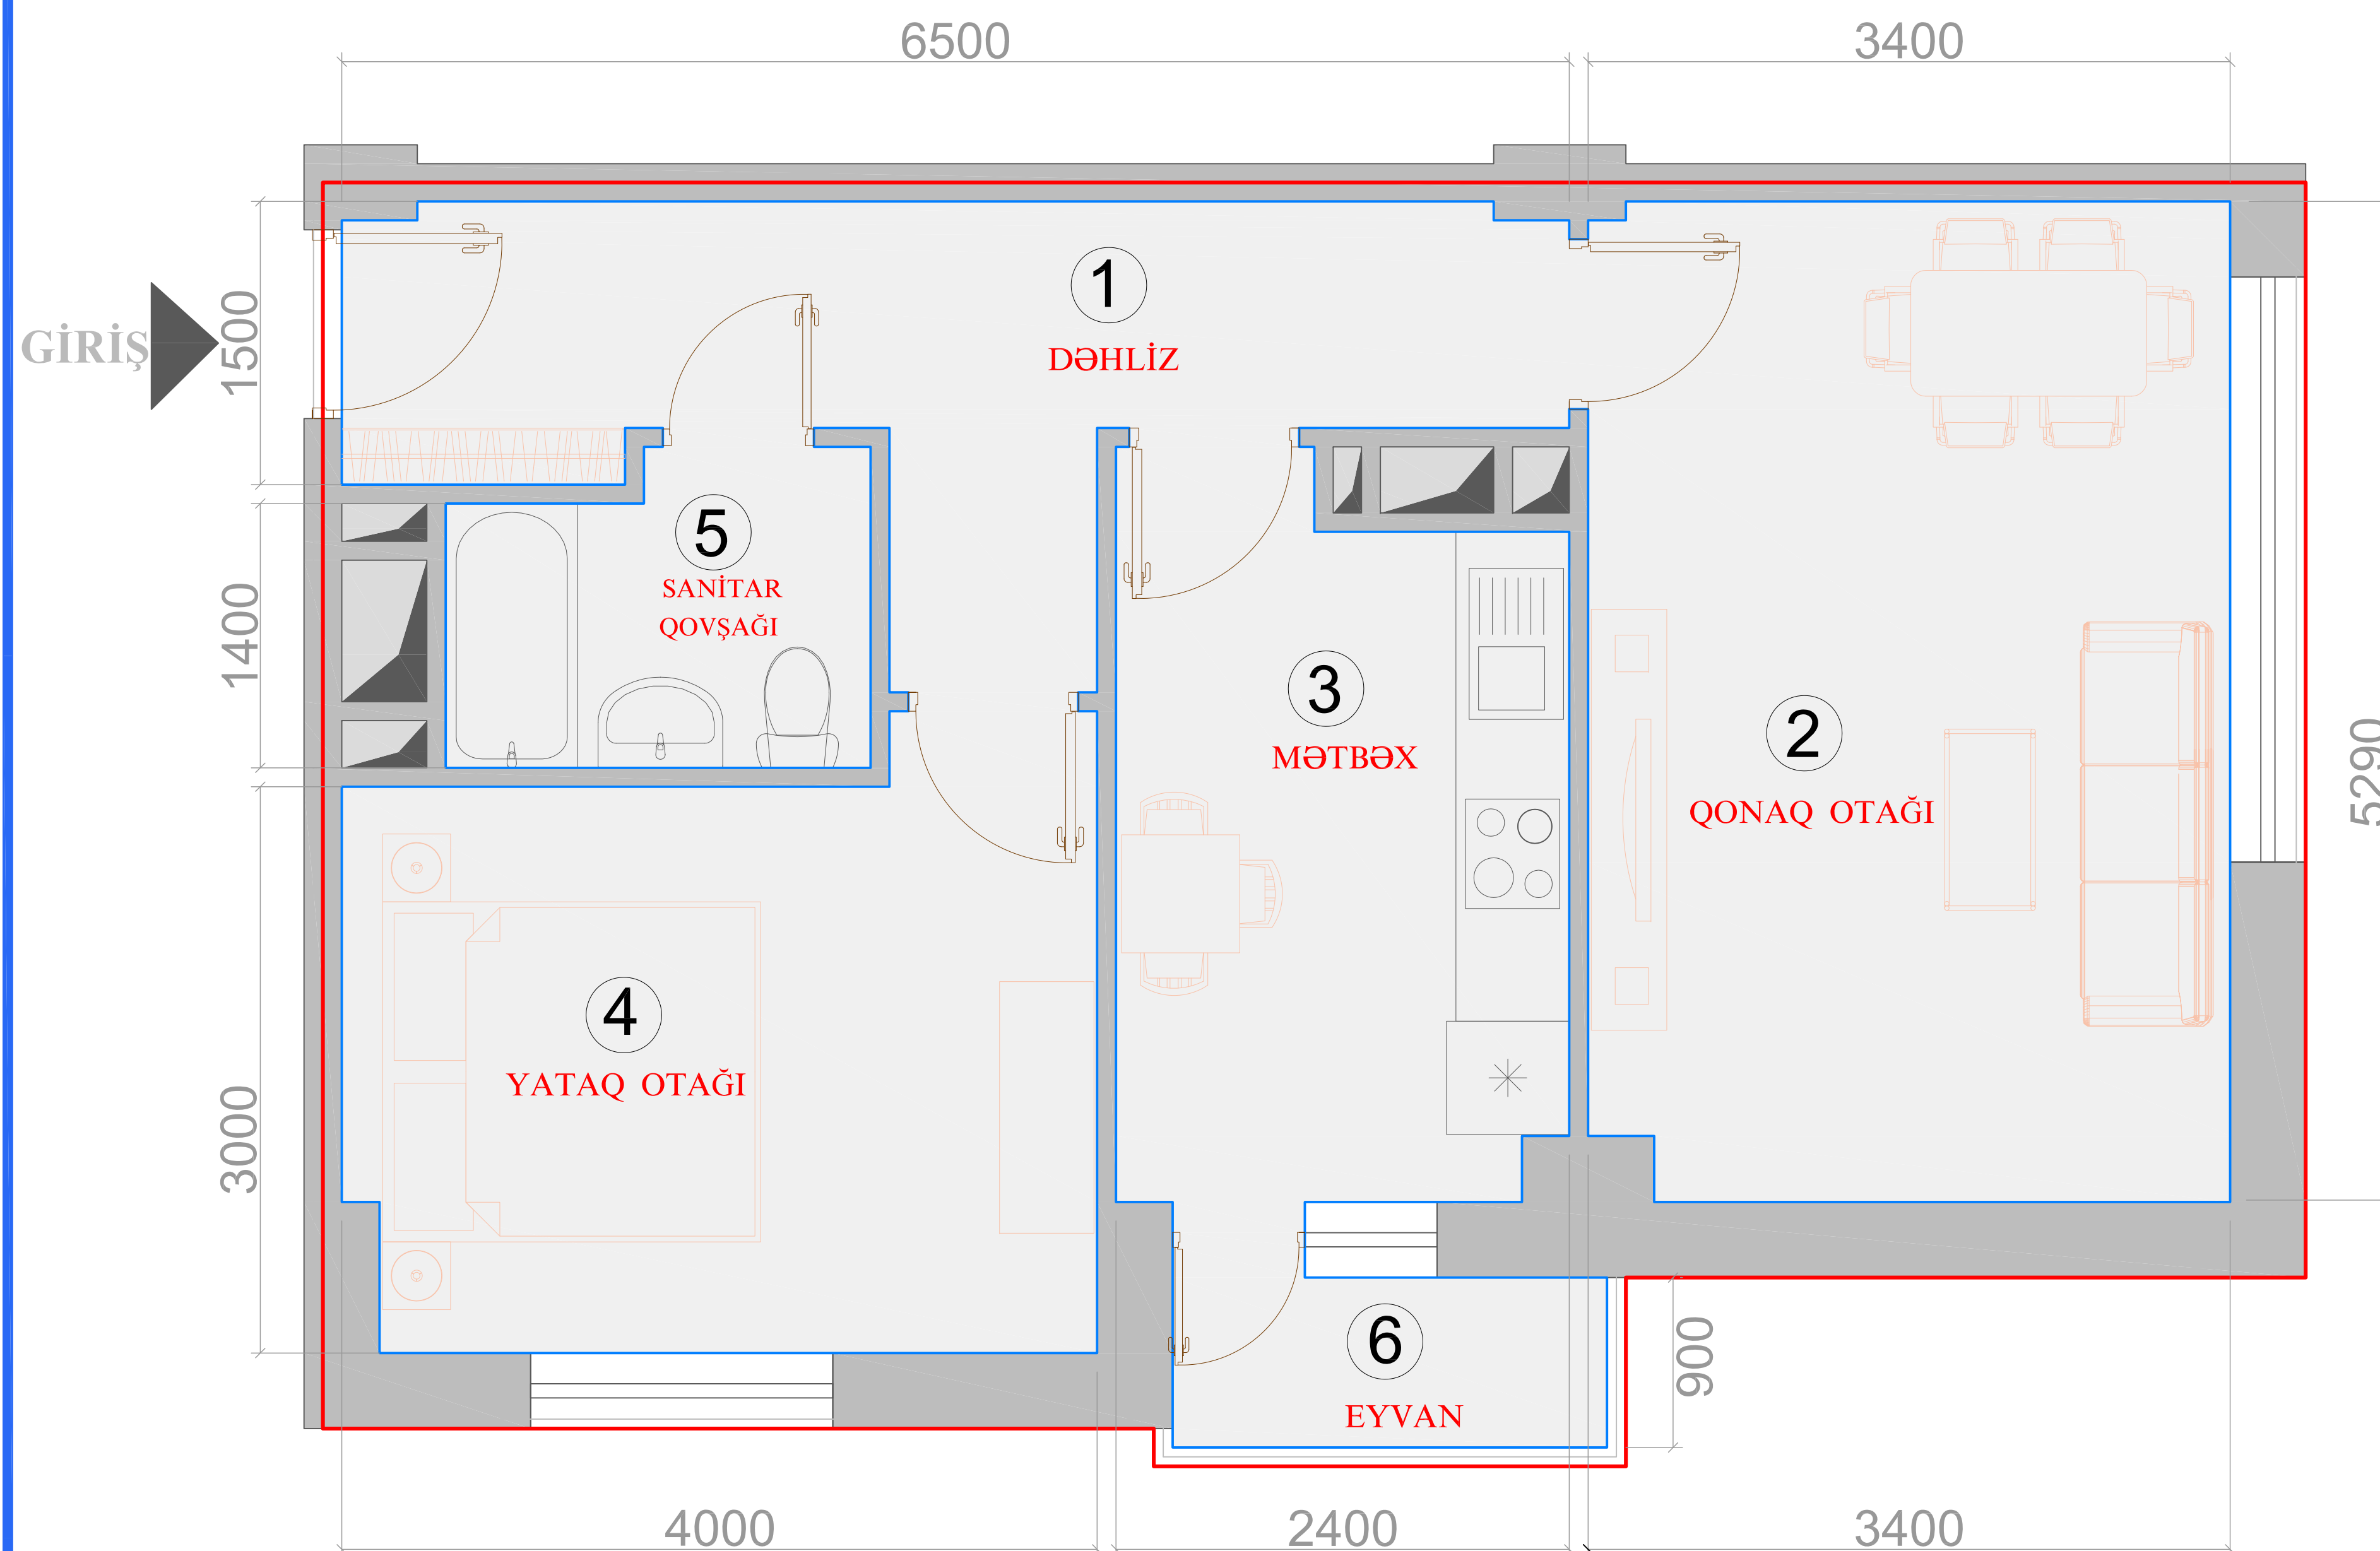 6500
3400
GİRİŞ
1500
1
DƏHLİZ
5
SANİTAR
QOVŞAĞI
1400
3
MƏTBƏX
2
QONAQ OTAĞI
5290
4
YATAQ OTAĞI
3000
6
EYVAN
900
4000
2400
3400